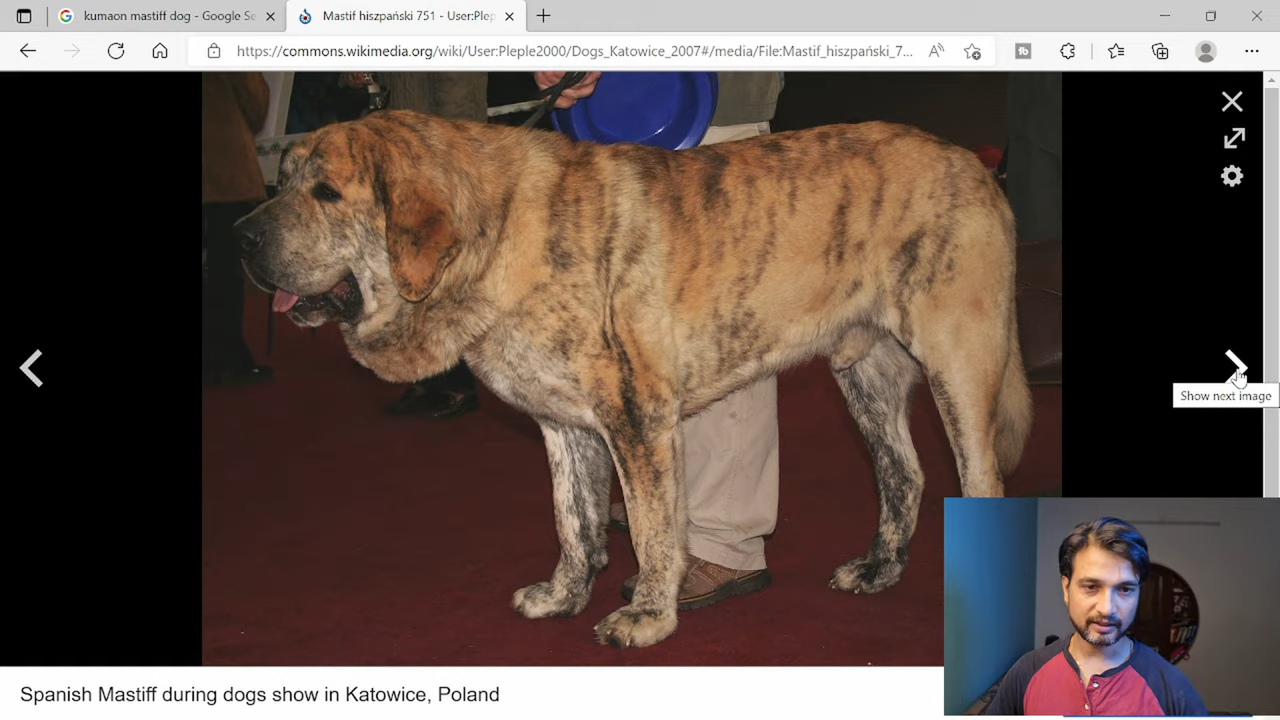 kumaon mastiff dog - Google Se
Mastif hiszpański 751 - User:Plep
https://commons.wikimedia.org/wiki/User:Pleple2000/Dogs_Katowice_2007#/media/File:Mastif_hiszpański_7...
Show next image
Spanish Mastiff during dogs show in Katowice, Poland